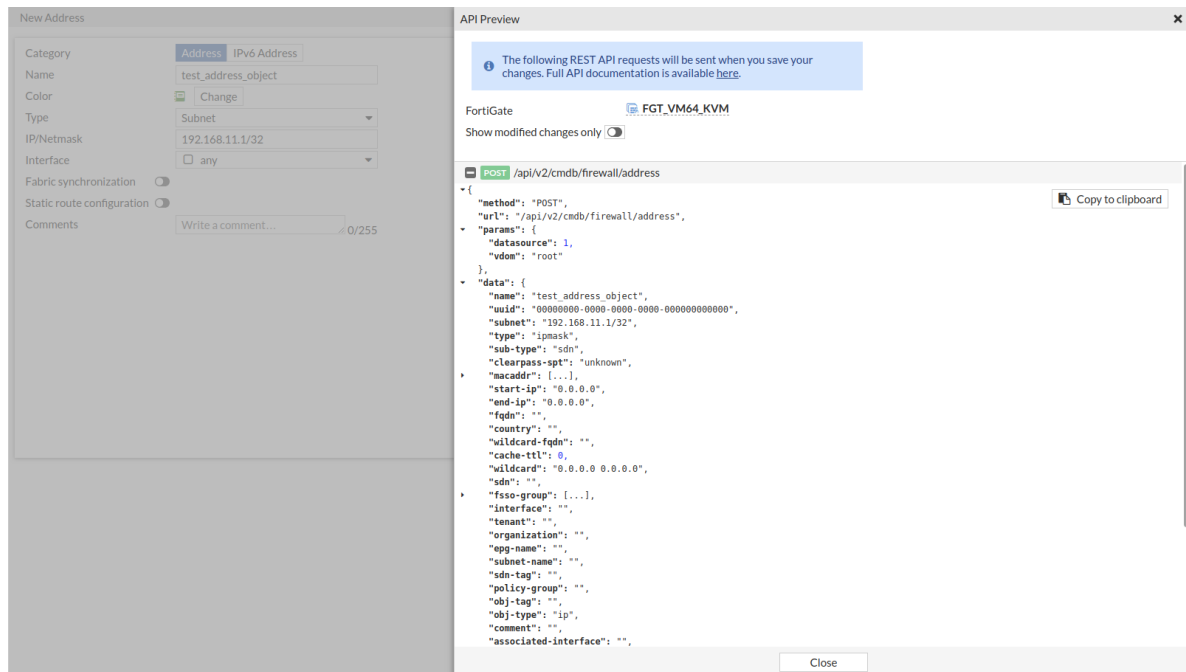 New Address
Category Address IPv6 Address
Name test_address_object
Color Change
Type Subnet
IP/Netmask 192.168.11.1/32
Interface any
Fabric synchronization
Static route configuration
Comments Write a comment... 0/255
API Preview
The following REST API requests will be sent when you save your
changes. Full API documentation is available here.
FortiGate FGT_VM64_KVM
Show modified changes only
POST /api/v2/cmdb/firewall/address
Copy to clipboard
{
"method": "POST",
"url": "/api/v2/cmdb/firewall/address",
"params": {
"datasource": 1,
"vdom": "root"
},
"data": {
"name": "test_address_object",
"uuid": "00000000-0000-0000-0000-000000000000",
"subnet": "192.168.11.1/32",
"type": "ipmask",
"sub-type": "sdn",
"clearpass-spt": "unknown",
"macaddr": [...],
"start-ip": "0.0.0.0",
"end-ip": "0.0.0.0",
"fqdn": "",
"country": "",
"wildcard-fqdn": "",
"cache-ttl": 0,
"wildcard": "0.0.0.0 0.0.0.0",
"sdn": "",
"fsso-group": [...],
"interface": "",
"tenant": "",
"organization": "",
"epg-name": "",
"subnet-name": "",
"sdn-tag": "",
"policy-group": "",
"obj-tag": "",
"obj-type": "ip",
"comment": "",
"associated-interface": "",
Close